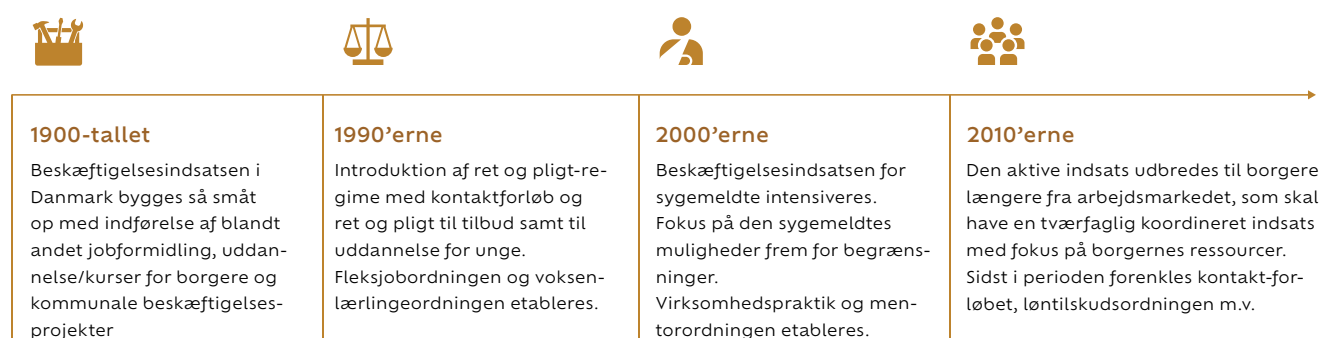 1900-tallet
Beskæftigelsesindsatsen i
Danmark bygges så småt
op med indførelse af blandt
andet jobformidling, uddan-
nelse/kurser for borgere og
kommunale beskæftigelses-
projekter
1990’erne
Introduktion af ret og pligt-re-
gime med kontaktforløb og
ret og pligt til tilbud samt til
uddannelse for unge.
Fleksjobordningen og voksen-
lærlingeordningen etableres.
2000’erne
Beskæftigelsesindsatsen for
sygemeldte intensiveres.
Fokus på den sygemeldtes
muligheder frem for begræns-
ninger.
Virksomhedspraktik og men-
torordningen etableres.
2010’erne
Den aktive indsats udbredes til borgere
længere fra arbejdsmarkedet, som skal
have en tværfaglig koordineret indsats
med fokus på borgernes ressourcer.
Sidst i perioden forenkles kontakt-for-
løbet, løntilskudsordningen m.v.